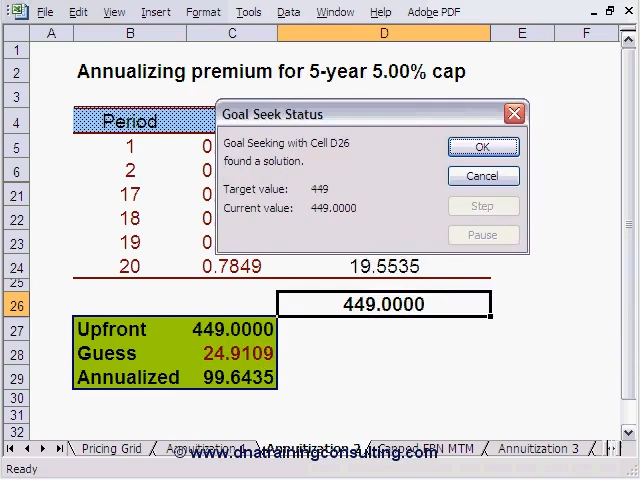 File Edit View Insert Format Tools Data Window Help Adobe PDF
A B C D E F
1
2 Annualizing premium for 5-year 5.00% cap
3
Goal Seek Status
4 Period
Goal Seeking with Cell D26
OK
5 1 0
found a solution.
6 2 0
Cancel
21 17 0
Target value: 449
22 18 0
Current value: 449.0000
Step
23 19 0
Pause
24 20 0.7849 19.5535
25
26 449.0000
27 Upfront 449.0000
28 Guess 24.9109
29 Annualized 99.6435
30
31
32
Pricing Grid Annuitization 1 Annuitization 2 Capped FRN MTM Annuitization 3
© www.dnatrainingconsulting.com
Ready